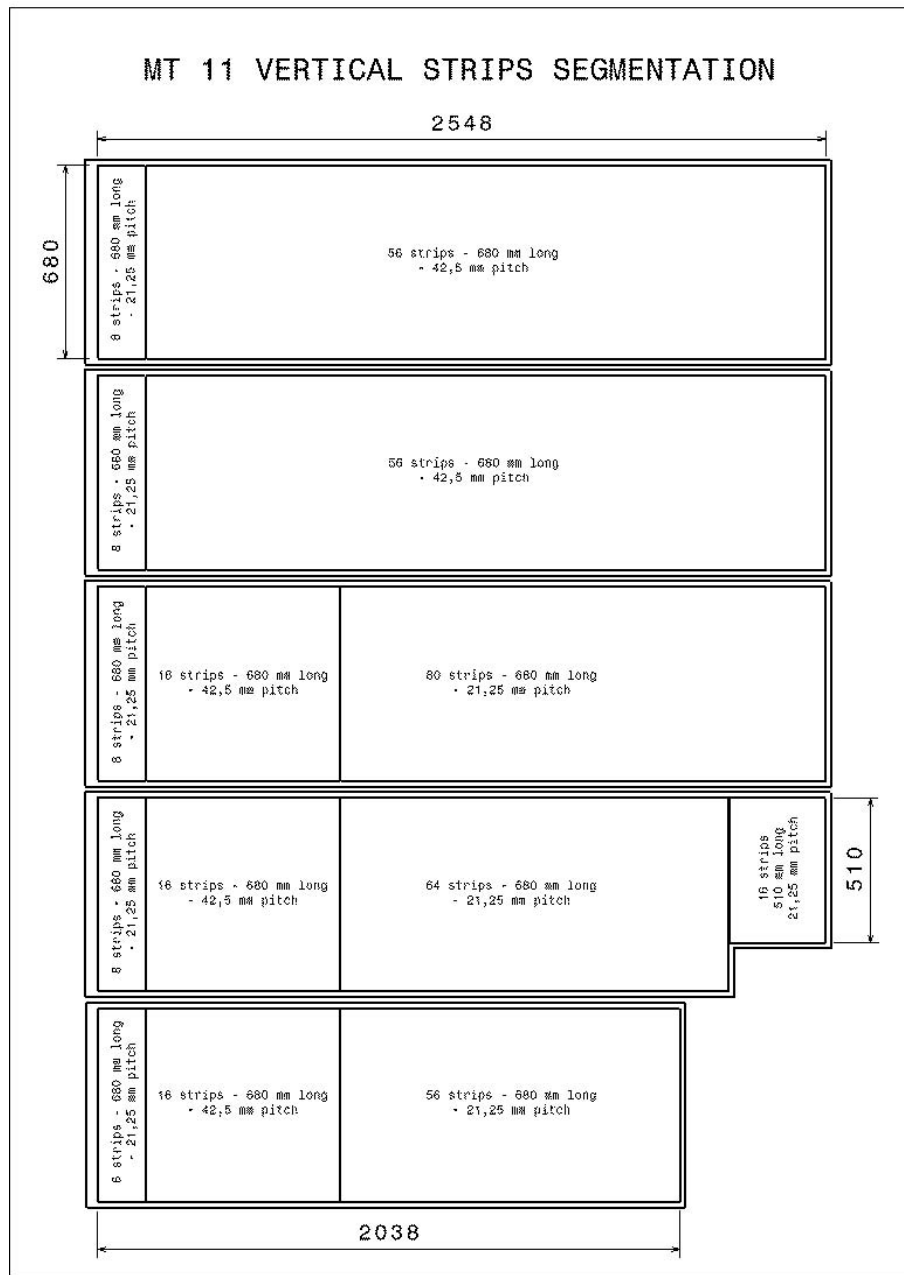 MT 11 VERTICAL STRIPS SEGMENTATION
2548
680
8 strips - 680 mm long
- 21,25 mm pitch
56 strips - 680 mm long
- 42,5 mm pitch
8 strips - 680 mm long
- 21,25 mm pitch
56 strips - 680 mm long
- 42,5 mm pitch
8 strips - 680 mm long
- 21,25 mm pitch
16 strips - 680 mm long
- 42,5 mm pitch
80 strips - 680 mm long
- 21,25 mm pitch
8 strips - 680 mm long
- 21,25 mm pitch
16 strips - 680 mm long
- 42,5 mm pitch
64 strips - 680 mm long
- 21,25 mm pitch
16 strips
510 mm long
21,25 mm pitch
510
strips - 680 mm long
- 21,25 mm pitch
16 strips - 680 mm long
- 42,5 mm pitch
56 strips - 680 mm long
- 21,25 mm pitch
2038